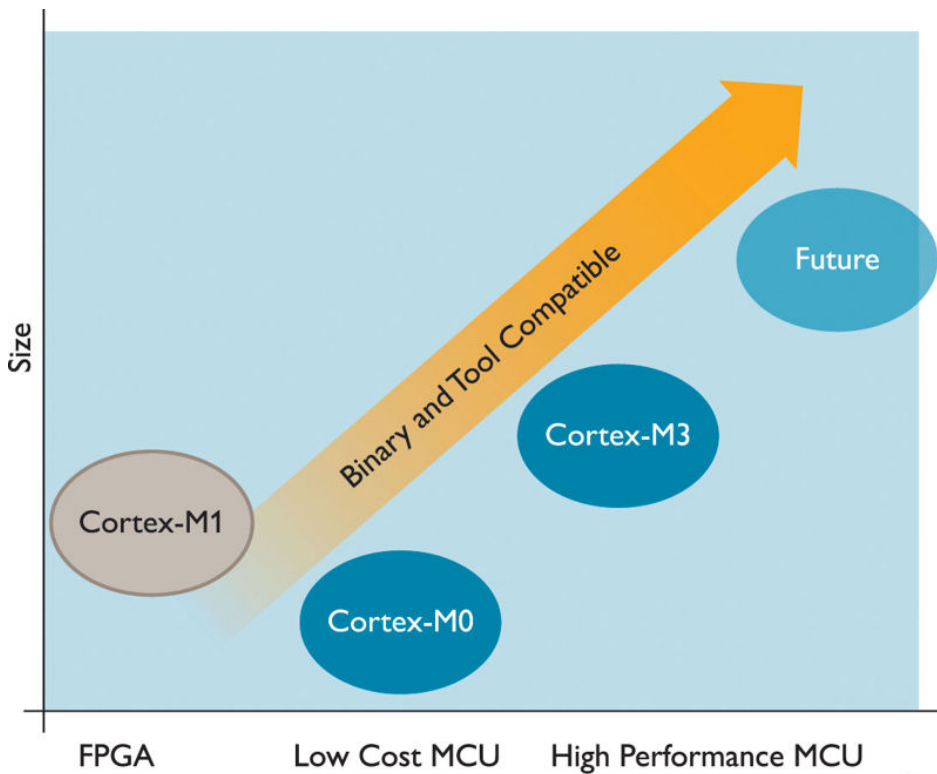 Future
Size
Binary and Tool Compatible
Cortex-M3
Cortex-M1
Cortex-M0
FPGA
Low Cost MCU
High Performance MCU